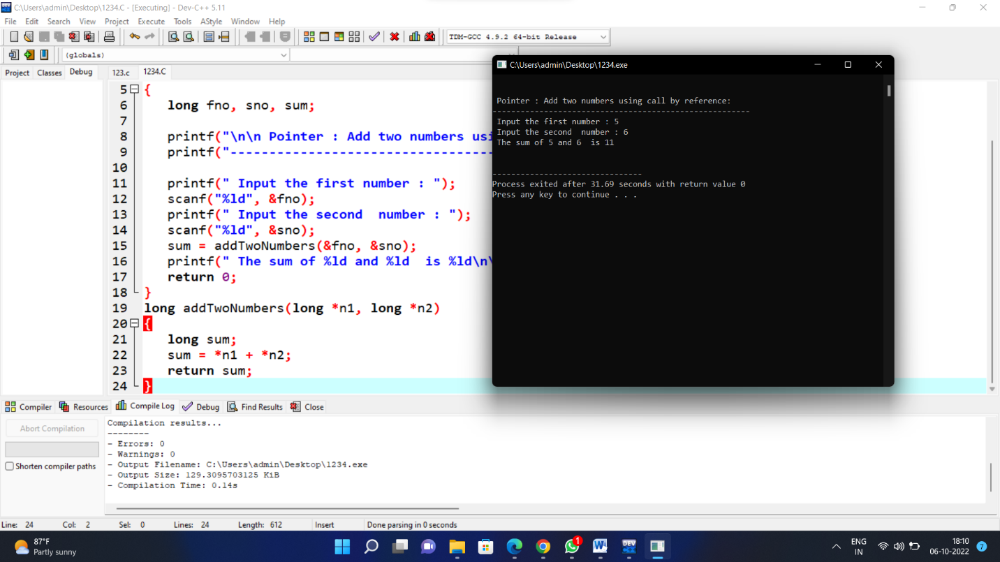 C:\Users\admin\Desktop\1234.C - [Executing] - Dev-C++ 5.11
File Edit Search View Project Execute Tools AStyle Window Help
TDM-GCC 4.9.2 64-bit Release
(globals)
Project Classes Debug 123.c 1234.C
5 {
6 long fno, sno, sum;
7
8 printf("\n\n Pointer : Add two numbers usi
9 printf("----------------------------------
10
11 printf(" Input the first number : ");
12 scanf("%ld", &fno);
13 printf(" Input the second  number : ");
14 scanf("%ld", &sno);
15 sum = addTwoNumbers(&fno, &sno);
16 printf(" The sum of %ld and %ld  is %ld\n\
17 return 0;
18 }
19 long addTwoNumbers(long *n1, long *n2)
20 {
21 long sum;
22 sum = *n1 + *n2;
23 return sum;
24 }
C:\Users\admin\Desktop\1234.exe
Pointer : Add two numbers using call by reference:
-------------------------------------------------------
Input the first number : 5
Input the second  number : 6
The sum of 5 and 6  is 11
--------------------------------
Process exited after 31.69 seconds with return value 0
Press any key to continue . . .
Compiler Resources Compile Log Debug Find Results Close
Abort Compilation
Shorten compiler paths
Compilation results...
--------
- Errors: 0
- Warnings: 0
- Output Filename: C:\Users\admin\Desktop\1234.exe
- Output Size: 129.3095703125 KiB
- Compilation Time: 0.14s
Line: 24 Col: 2 Sel: 0 Lines: 24 Length: 612 Insert Done parsing in 0 seconds
87°F
Partly sunny
1
W
DEV
ENG
IN
18:10
06-10-2022
7